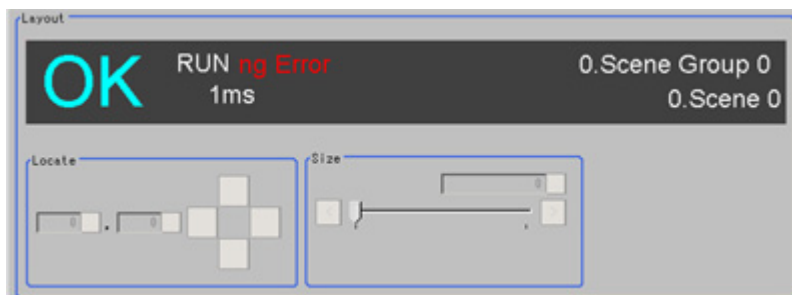 Layout
OK
RUN ng Error
1ms
0.Scene Group 0
0.Scene 0
Locate
0 . 0
Size
0
< >